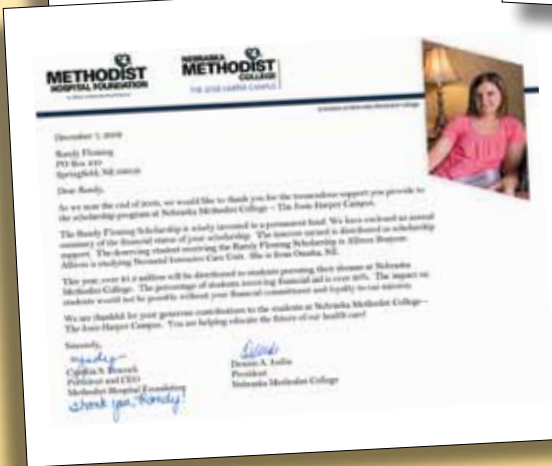 METHODIST
HOSPITAL FOUNDATION
NEBRASKA
METHODIST
COLLEGE
THE JOSIE HARPER CAMPUS
December 7,
Randy Fleming
PO Box
Springfield, NE
Dear Randy,
As we near the end of we would like to thank you for the tremendous support you provide to
the scholarship program at Nebraska Methodist College – The Josie Harper Campus.
The Randy Fleming Scholarship is wisely invested in a permanent fund. We have enclosed an annual
summary of the financial status of your scholarship. The interest earned is distributed as scholarship
support. The deserving student receiving the Randy Fleming Scholarship is Allison
Allison is studying Neonatal Intensive Care Unit. She is from Omaha, NE.
This year, over million will be distributed to students pursuing their dreams at Nebraska
Methodist College. The percentage of students receiving financial aid is over The impact on
students would not be possible without your financial commitment and loyalty to our mission.
We are thankful for your generous contributions to the students at Nebraska Methodist College—
The Josie Harper Campus. You are helping educate the future of our health care!
Sincerely,
President and CEO
Methodist Hospital Foundation
Thank you, Randy!
Dennis A. Joslin
President
Nebraska Methodist College